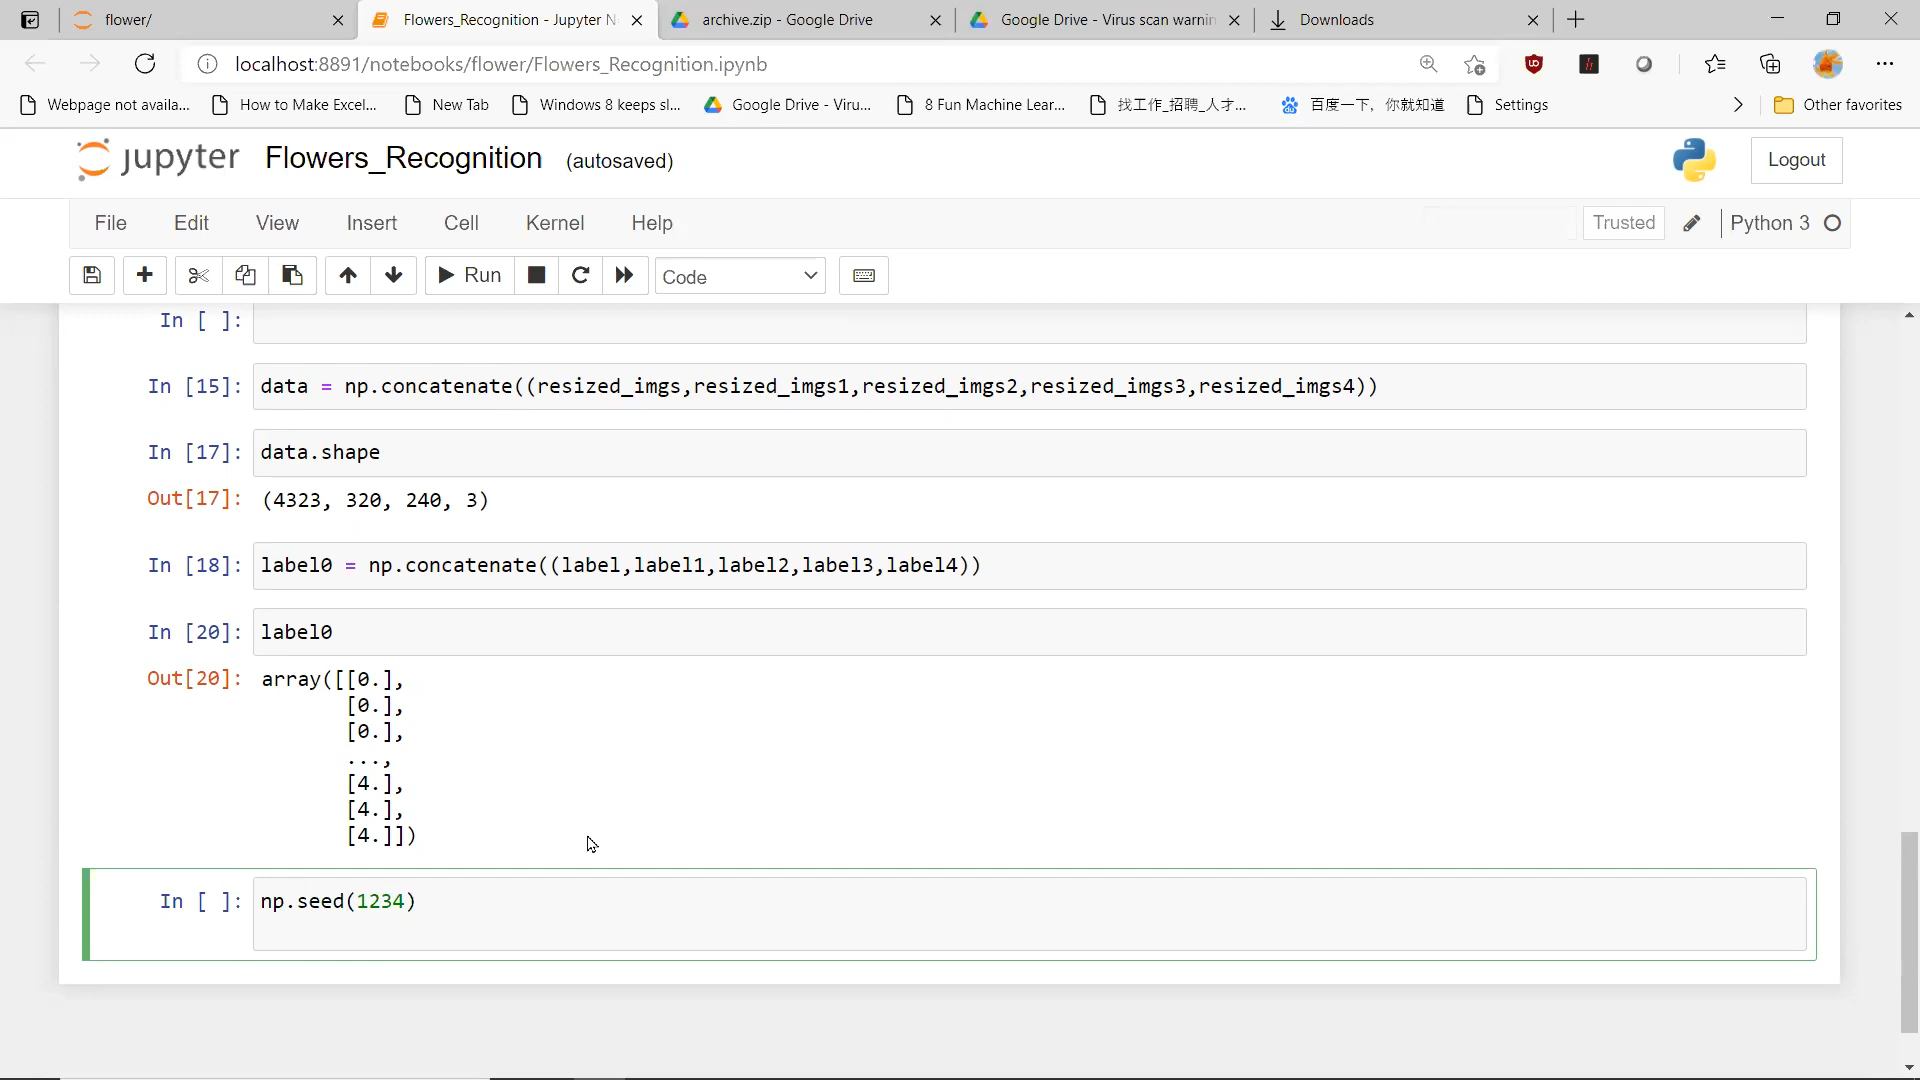 flower/
Flowers_Recognition - Jupyter N
archive.zip - Google Drive
Google Drive - Virus scan warnin
Downloads
localhost:8891/notebooks/flower/Flowers_Recognition.ipynb
Webpage not availa...
How to Make Excel...
New Tab
Windows 8 keeps sl...
Google Drive - Viru...
8 Fun Machine Lear...
找工作_招聘_人才...
百度一下，你就知道
Settings
Other favorites
jupyter
Flowers_Recognition (autosaved)
Logout
File Edit View Insert Cell Kernel Help
Trusted
Python 3
Run
Code
In [ ]:
In [15]: data = np.concatenate((resized_imgs,resized_imgs1,resized_imgs2,resized_imgs3,resized_imgs4))
In [17]: data.shape
Out[17]: (4323, 320, 240, 3)
In [18]: label0 = np.concatenate((label,label1,label2,label3,label4))
In [20]: label0
Out[20]: array([[0.],
[0.],
[0.],
...,
[4.],
[4.],
[4.]])
In [ ]: np.seed(1234)